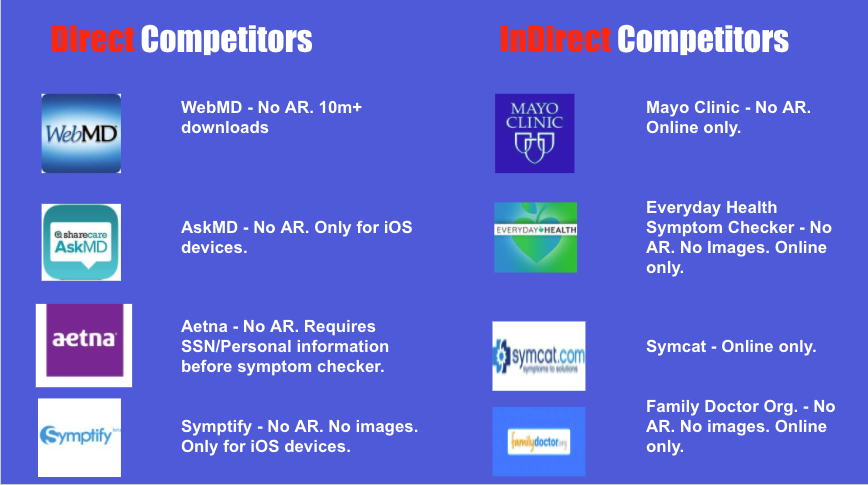 Direct Competitors
WebMD
WebMD - No AR. 10m+
downloads
sharecare
AskMD
AskMD - No AR. Only for iOS
devices.
aetna
Aetna - No AR. Requires
SSN/Personal information
before symptom checker.
Symptify
beta
Symptify - No AR. No images.
Only for iOS devices.
InDirect Competitors
MAYO
CLINIC
Mayo Clinic - No AR.
Online only.
EVERYDAY HEALTH
Everyday Health
Symptom Checker - No
AR. No Images. Online
only.
symcat.com
symptoms to solutions
Symcat - Online only.
familydoctor.org
Family Doctor Org. - No
AR. No images. Online
only.